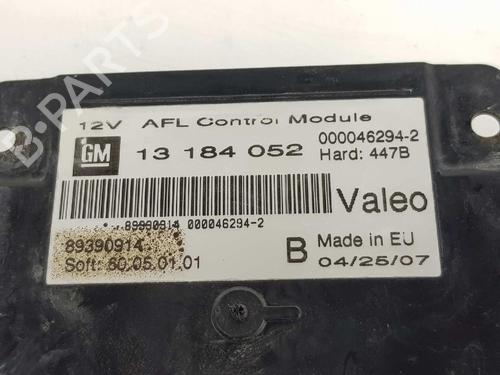 12V AFL Control Module
GM 13 184 052 000046294-2
Hard: 447B
89390914 000046294-2
Valeo
89390914
Soft: 60.05.01.01
B Made in EU
04/25/07